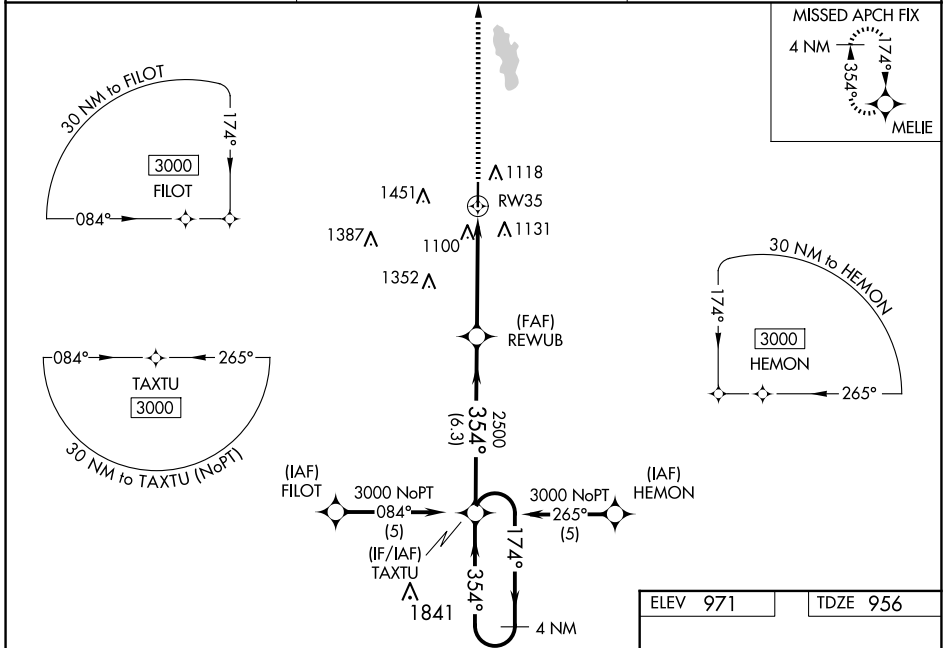 MISSED APCH FIX
4 NM
174°
354°
MELIE
30 NM to FILOT
174°
3000
FILOT
084°
1118
1451
RW35
1387
1100
1131
1352
30 NM to HEMON
174°
3000
HEMON
265°
(FAF)
REWUB
084°
265°
TAXTU
3000
30 NM to TAXTU (NoPT)
2500
354°
(6.3)
(IAF)
FILOT
3000 NoPT
084°
(5)
(IAF)
HEMON
3000 NoPT
265°
(5)
(IF/IAF)
TAXTU
1841
354°
174°
4 NM
ELEV 971
TDZE 956